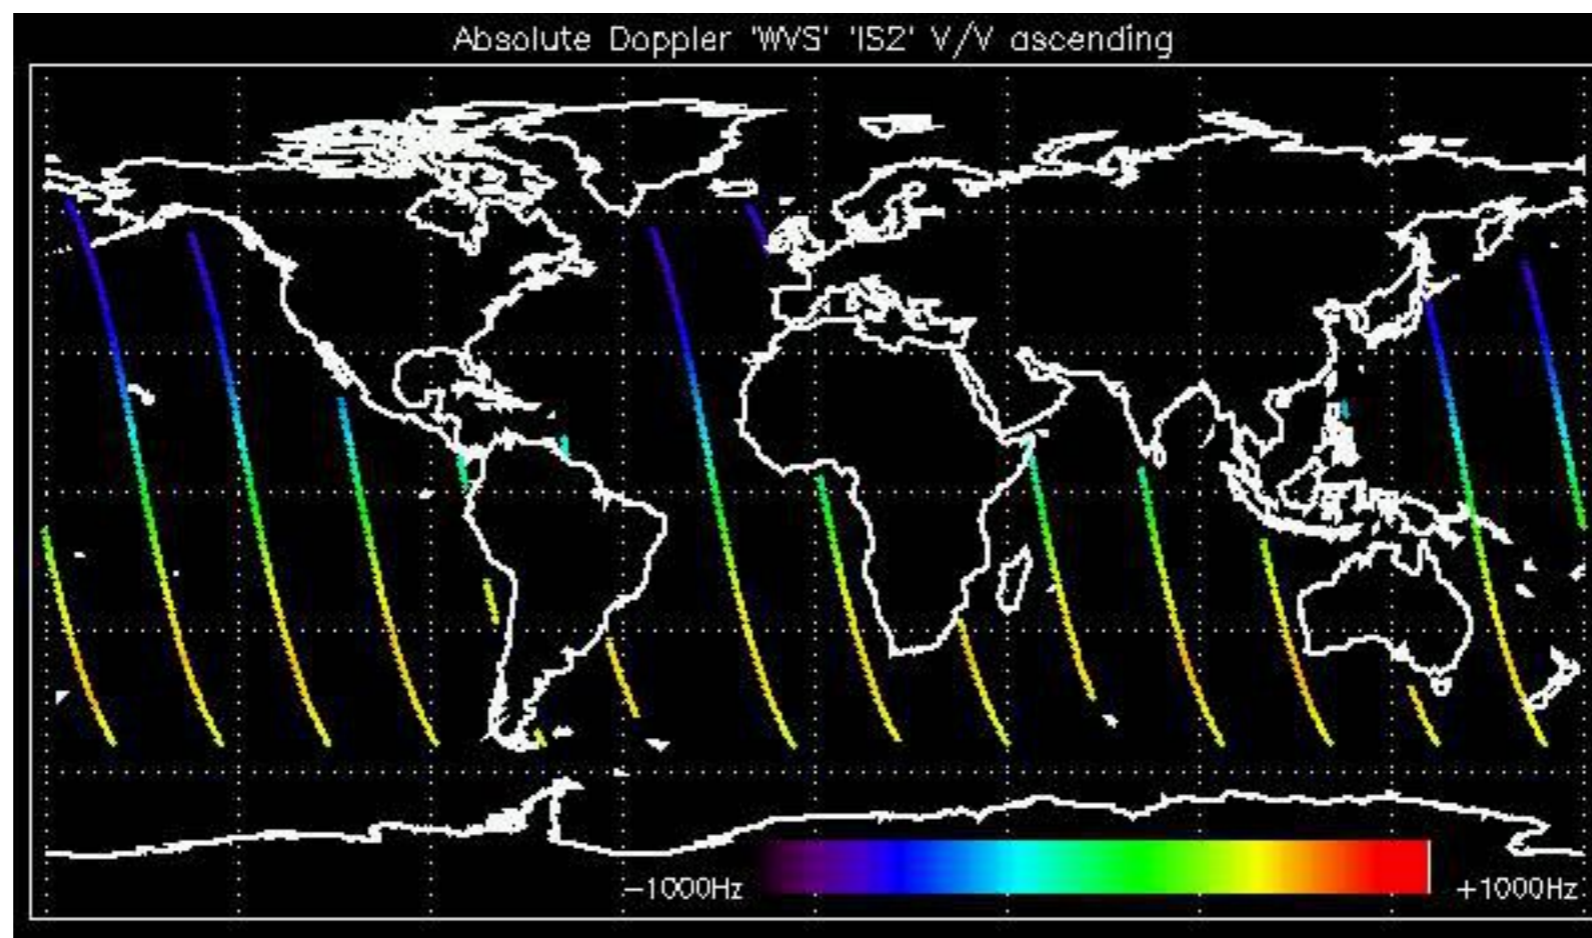 Absolute Doppler 'WVS' 'IS2' V/V ascending
-1000Hz +1000Hz